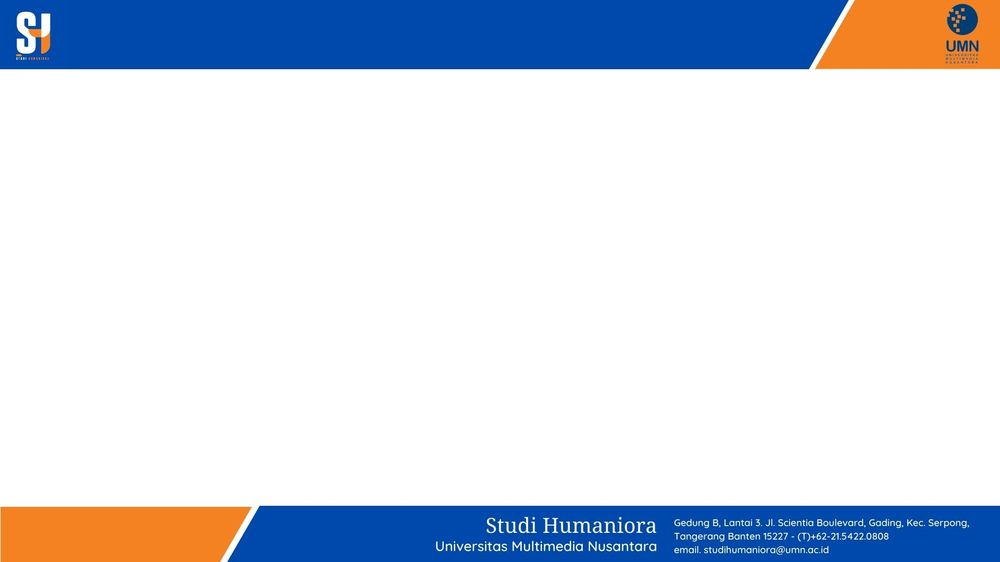 SH
STUDI HUMANIORA
UMN
UNIVERSITAS
MULTIMEDIA
NUSANTARA
Studi Humaniora
Universitas Multimedia Nusantara
Gedung B, Lantai 3. Jl. Scientia Boulevard, Gading, Kec. Serpong,
Tangerang Banten 15227 - (T)+62-21.5422.0808
email. studihumaniora@umn.ac.id